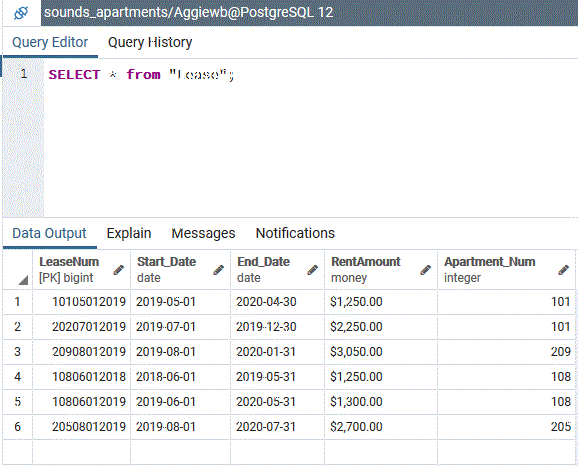 sounds_apartments/Aggiewb@PostgreSQL 12
Query Editor Query History
1 SELECT * from "Lease";
Data Output Explain Messages Notifications
LeaseNum Start_Date End_Date RentAmount Apartment_Num
[PK] bigint date date money integer
1 10105012019 2019-05-01 2020-04-30 $1,250.00 101
2 20207012019 2019-07-01 2019-12-30 $2,250.00 101
3 20908012019 2019-08-01 2020-01-31 $3,050.00 209
4 10806012018 2018-06-01 2019-05-31 $1,250.00 108
5 10806012019 2019-06-01 2020-05-31 $1,300.00 108
6 20508012019 2019-08-01 2020-07-31 $2,700.00 205